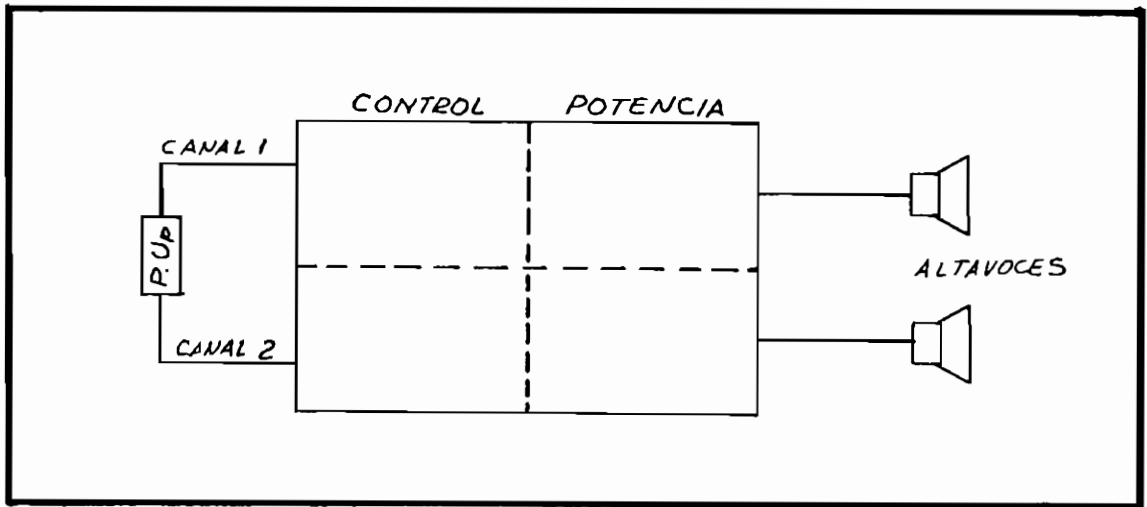 CONTROL POTENCIA
CANAL 1
P.UP
CANAL 2
ALTAVOCES